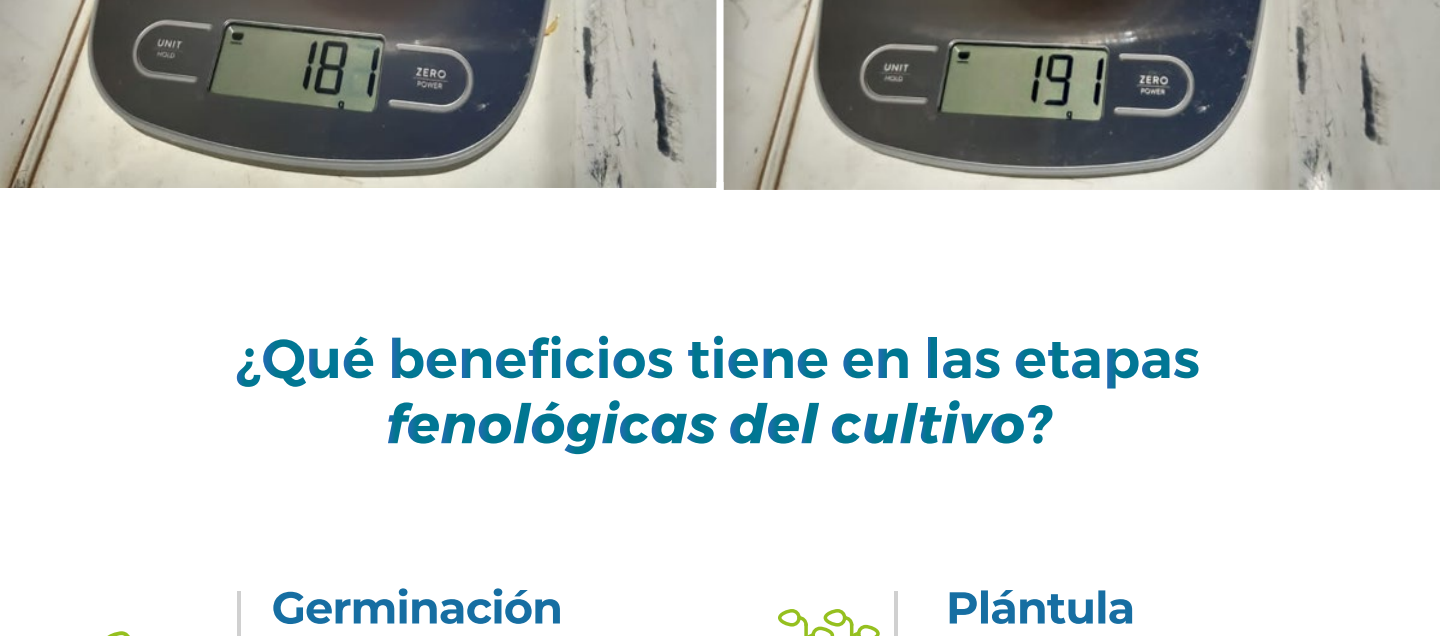 UNIT
HOLD
181
g
ZERO
POWER
UNIT
HOLD
191
g
ZERO
POWER
¿Qué beneficios tiene en las etapas
fenológicas del cultivo?
Germinación
Plántula